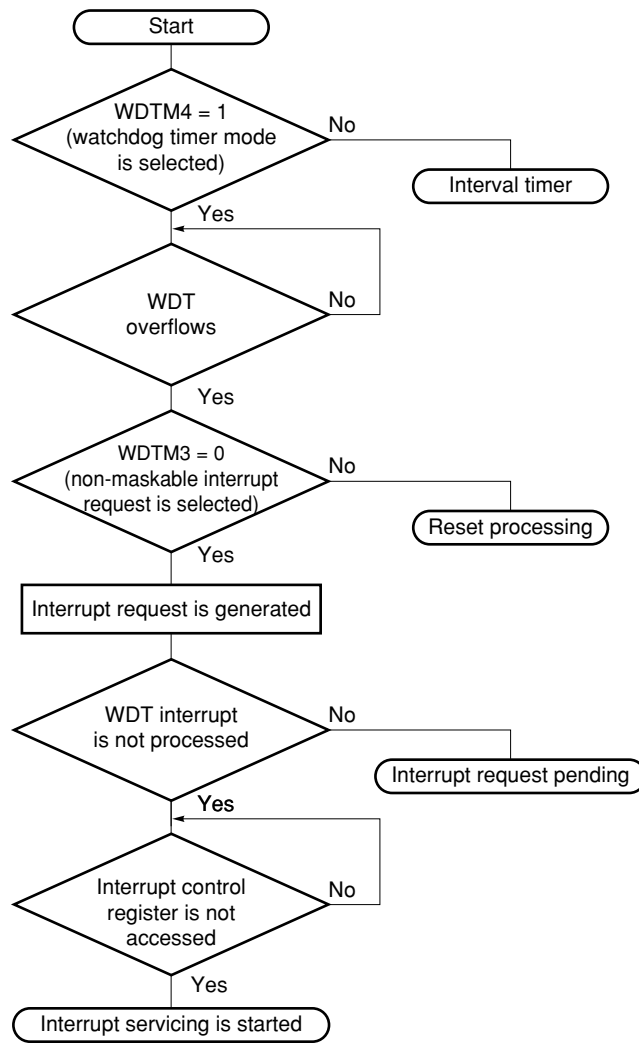 Start
WDTM4 = 1
(watchdog timer mode
is selected)
No
Interval timer
Yes
WDT
overflows
No
Yes
WDTM3 = 0
(non-maskable interrupt
request is selected)
No
Reset processing
Yes
Interrupt request is generated
WDT interrupt
is not processed
No
Interrupt request pending
Yes
Interrupt control
register is not
accessed
No
Yes
Interrupt servicing is started